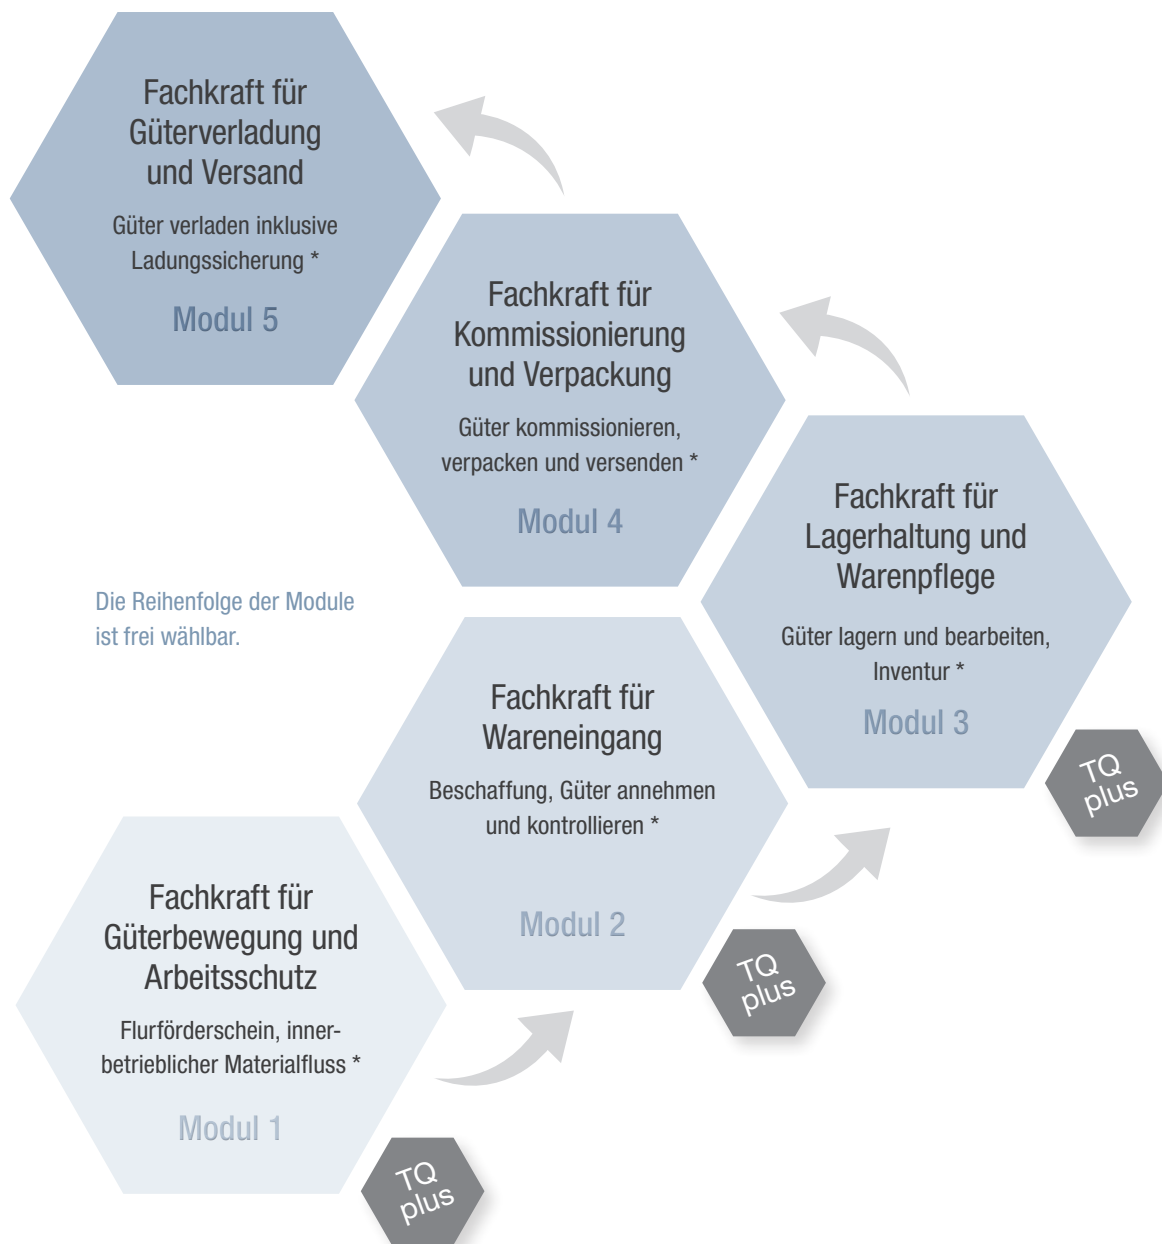 Fachkraft für
Güterverladung
und Versand
Güter verladen inklusive
Ladungssicherung *
Modul 5
Fachkraft für
Kommissionierung
und Verpackung
Güter kommissionieren,
verpacken und versenden *
Modul 4
Fachkraft für
Lagerhaltung und
Warenpflege
Güter lagern und bearbeiten,
Inventur *
Modul 3
TQ
plus
Die Reihenfolge der Module
ist frei wählbar.
Fachkraft für
Wareneingang
Beschaffung, Güter annehmen
und kontrollieren *
Modul 2
TQ
plus
Fachkraft für
Güterbewegung und
Arbeitsschutz
Flurförderschein, inner-
betrieblicher Materialfluss *
Modul 1
TQ
plus